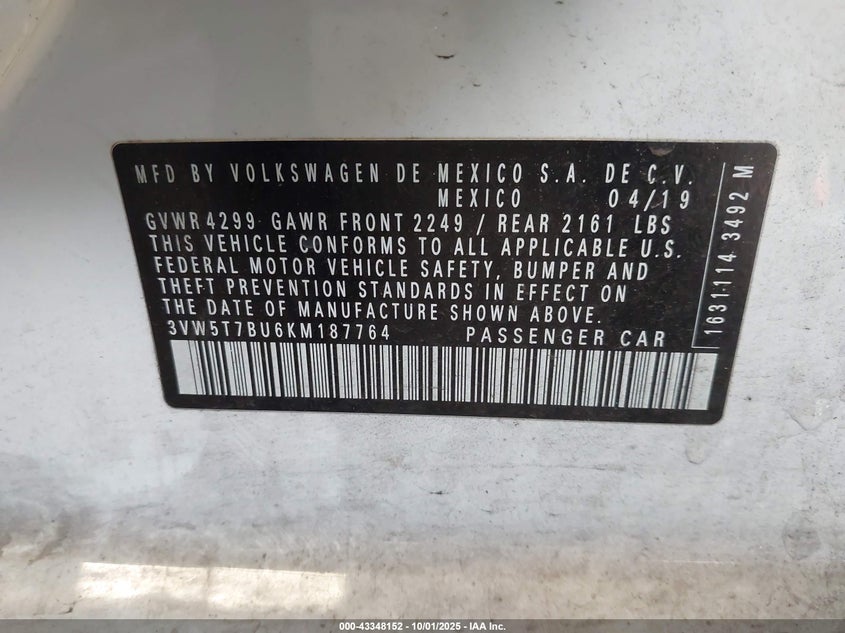 MFD BY VOLKSWAGEN DE MEXICO S.A. DE C.V.
MEXICO 04/19
GVWR 4299 GAWR FRONT 2249 / REAR 2161 LBS
THIS VEHICLE CONFORMS TO ALL APPLICABLE U.S.
FEDERAL MOTOR VEHICLE SAFETY, BUMPER AND
THEFT PREVENTION STANDARDS IN EFFECT ON
THE DATE OF MANUFACTURE SHOWN ABOVE.
3VW5T7BU6KM187764 PASSENGER CAR
1631 114 3492 M
000-43348152 - 10/01/2025 - IAA Inc.